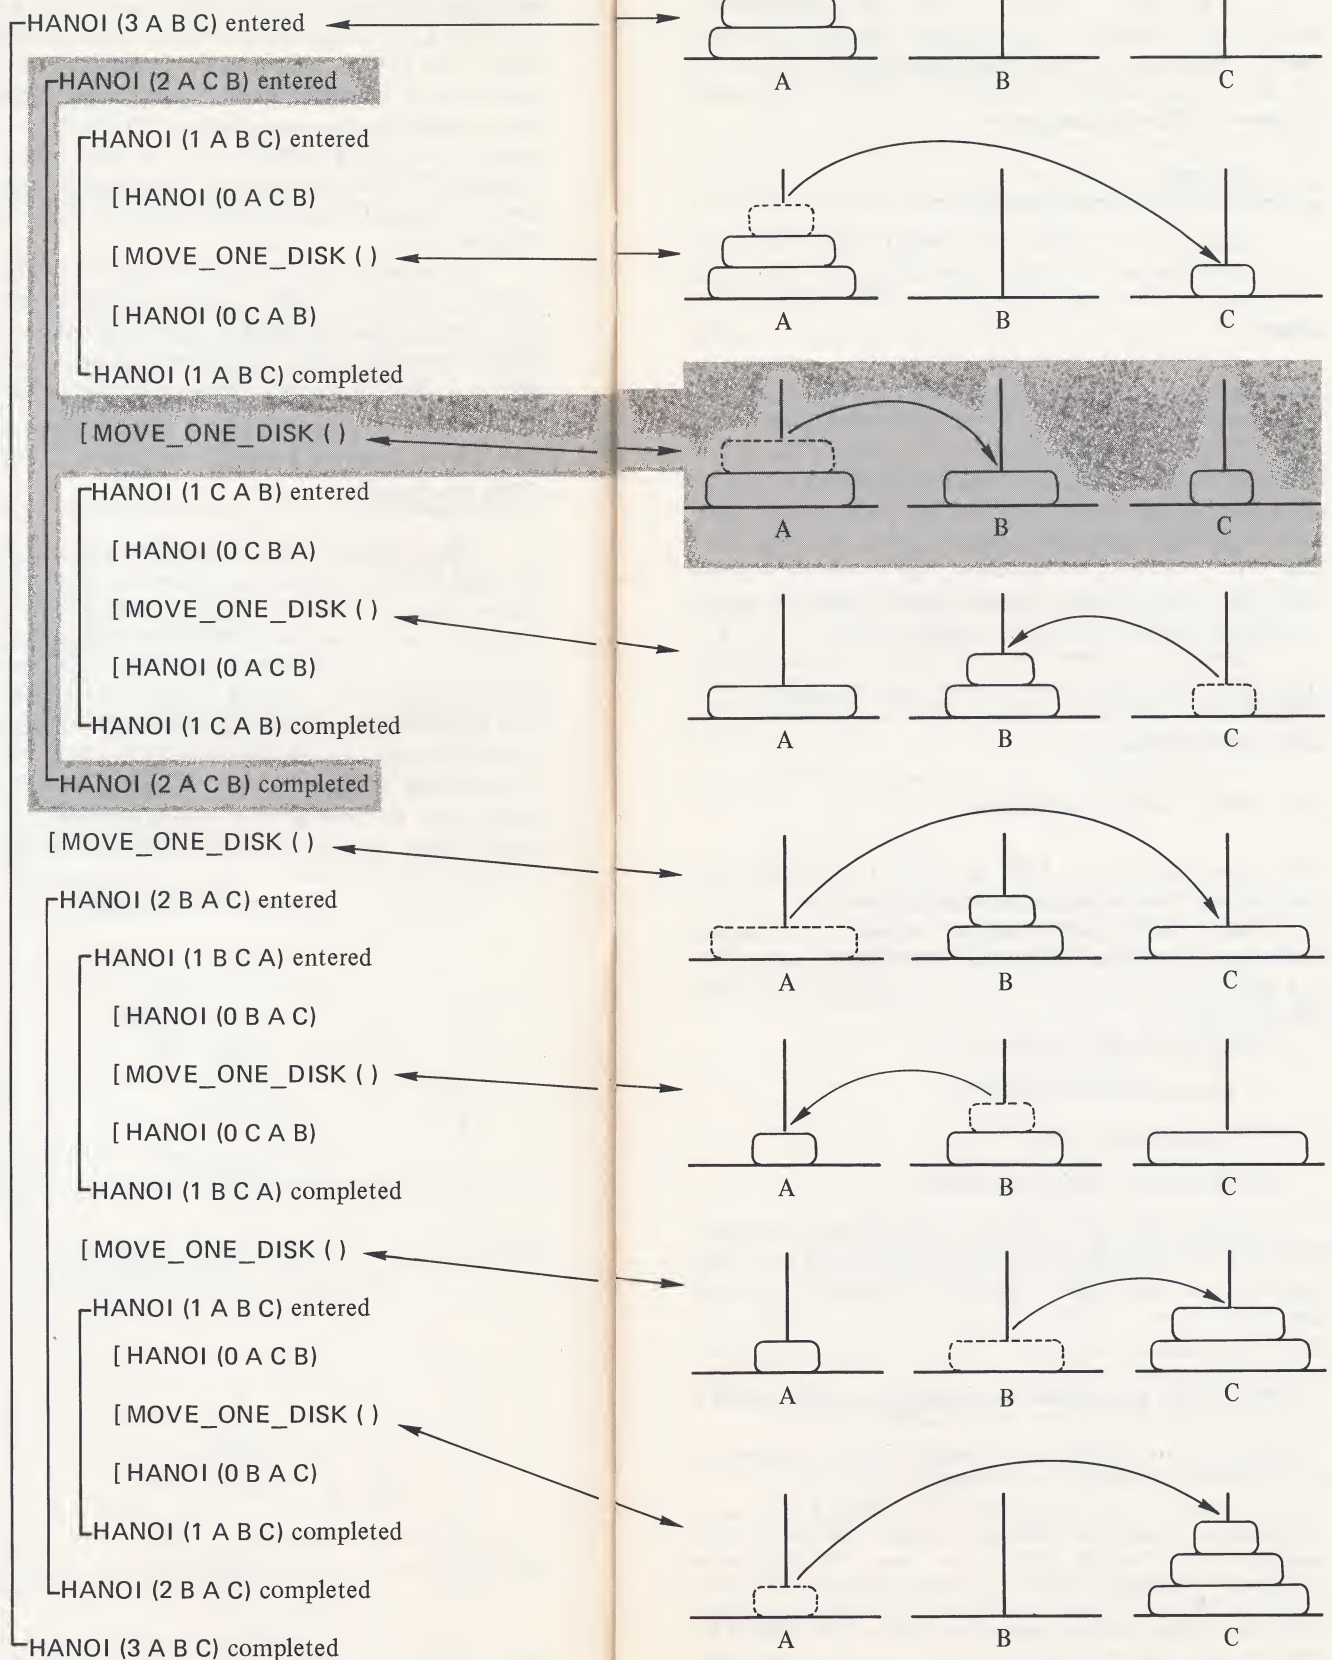 HANOI (3 A B C) entered
A B C
HANOI (2 A C B) entered
HANOI (1 A B C) entered
[HANOI (0 A C B)
[MOVE_ONE_DISK ( )
[HANOI (0 C A B)
A B C
HANOI (1 A B C) completed
[MOVE_ONE_DISK ( )
HANOI (1 C A B) entered
A B C
[HANOI (0 C B A)
[MOVE_ONE_DISK ( )
[HANOI (0 A C B)
HANOI (1 C A B) completed
A B C
HANOI (2 A C B) completed
[MOVE_ONE_DISK ( )
HANOI (2 B A C) entered
HANOI (1 B C A) entered
A B C
[HANOI (0 B A C)
[MOVE_ONE_DISK ( )
[HANOI (0 C A B)
HANOI (1 B C A) completed
A B C
[MOVE_ONE_DISK ( )
HANOI (1 A B C) entered
[HANOI (0 A C B)
A B C
[MOVE_ONE_DISK ( )
[HANOI (0 B A C)
HANOI (1 A B C) completed
HANOI (2 B A C) completed
A B C
HANOI (3 A B C) completed